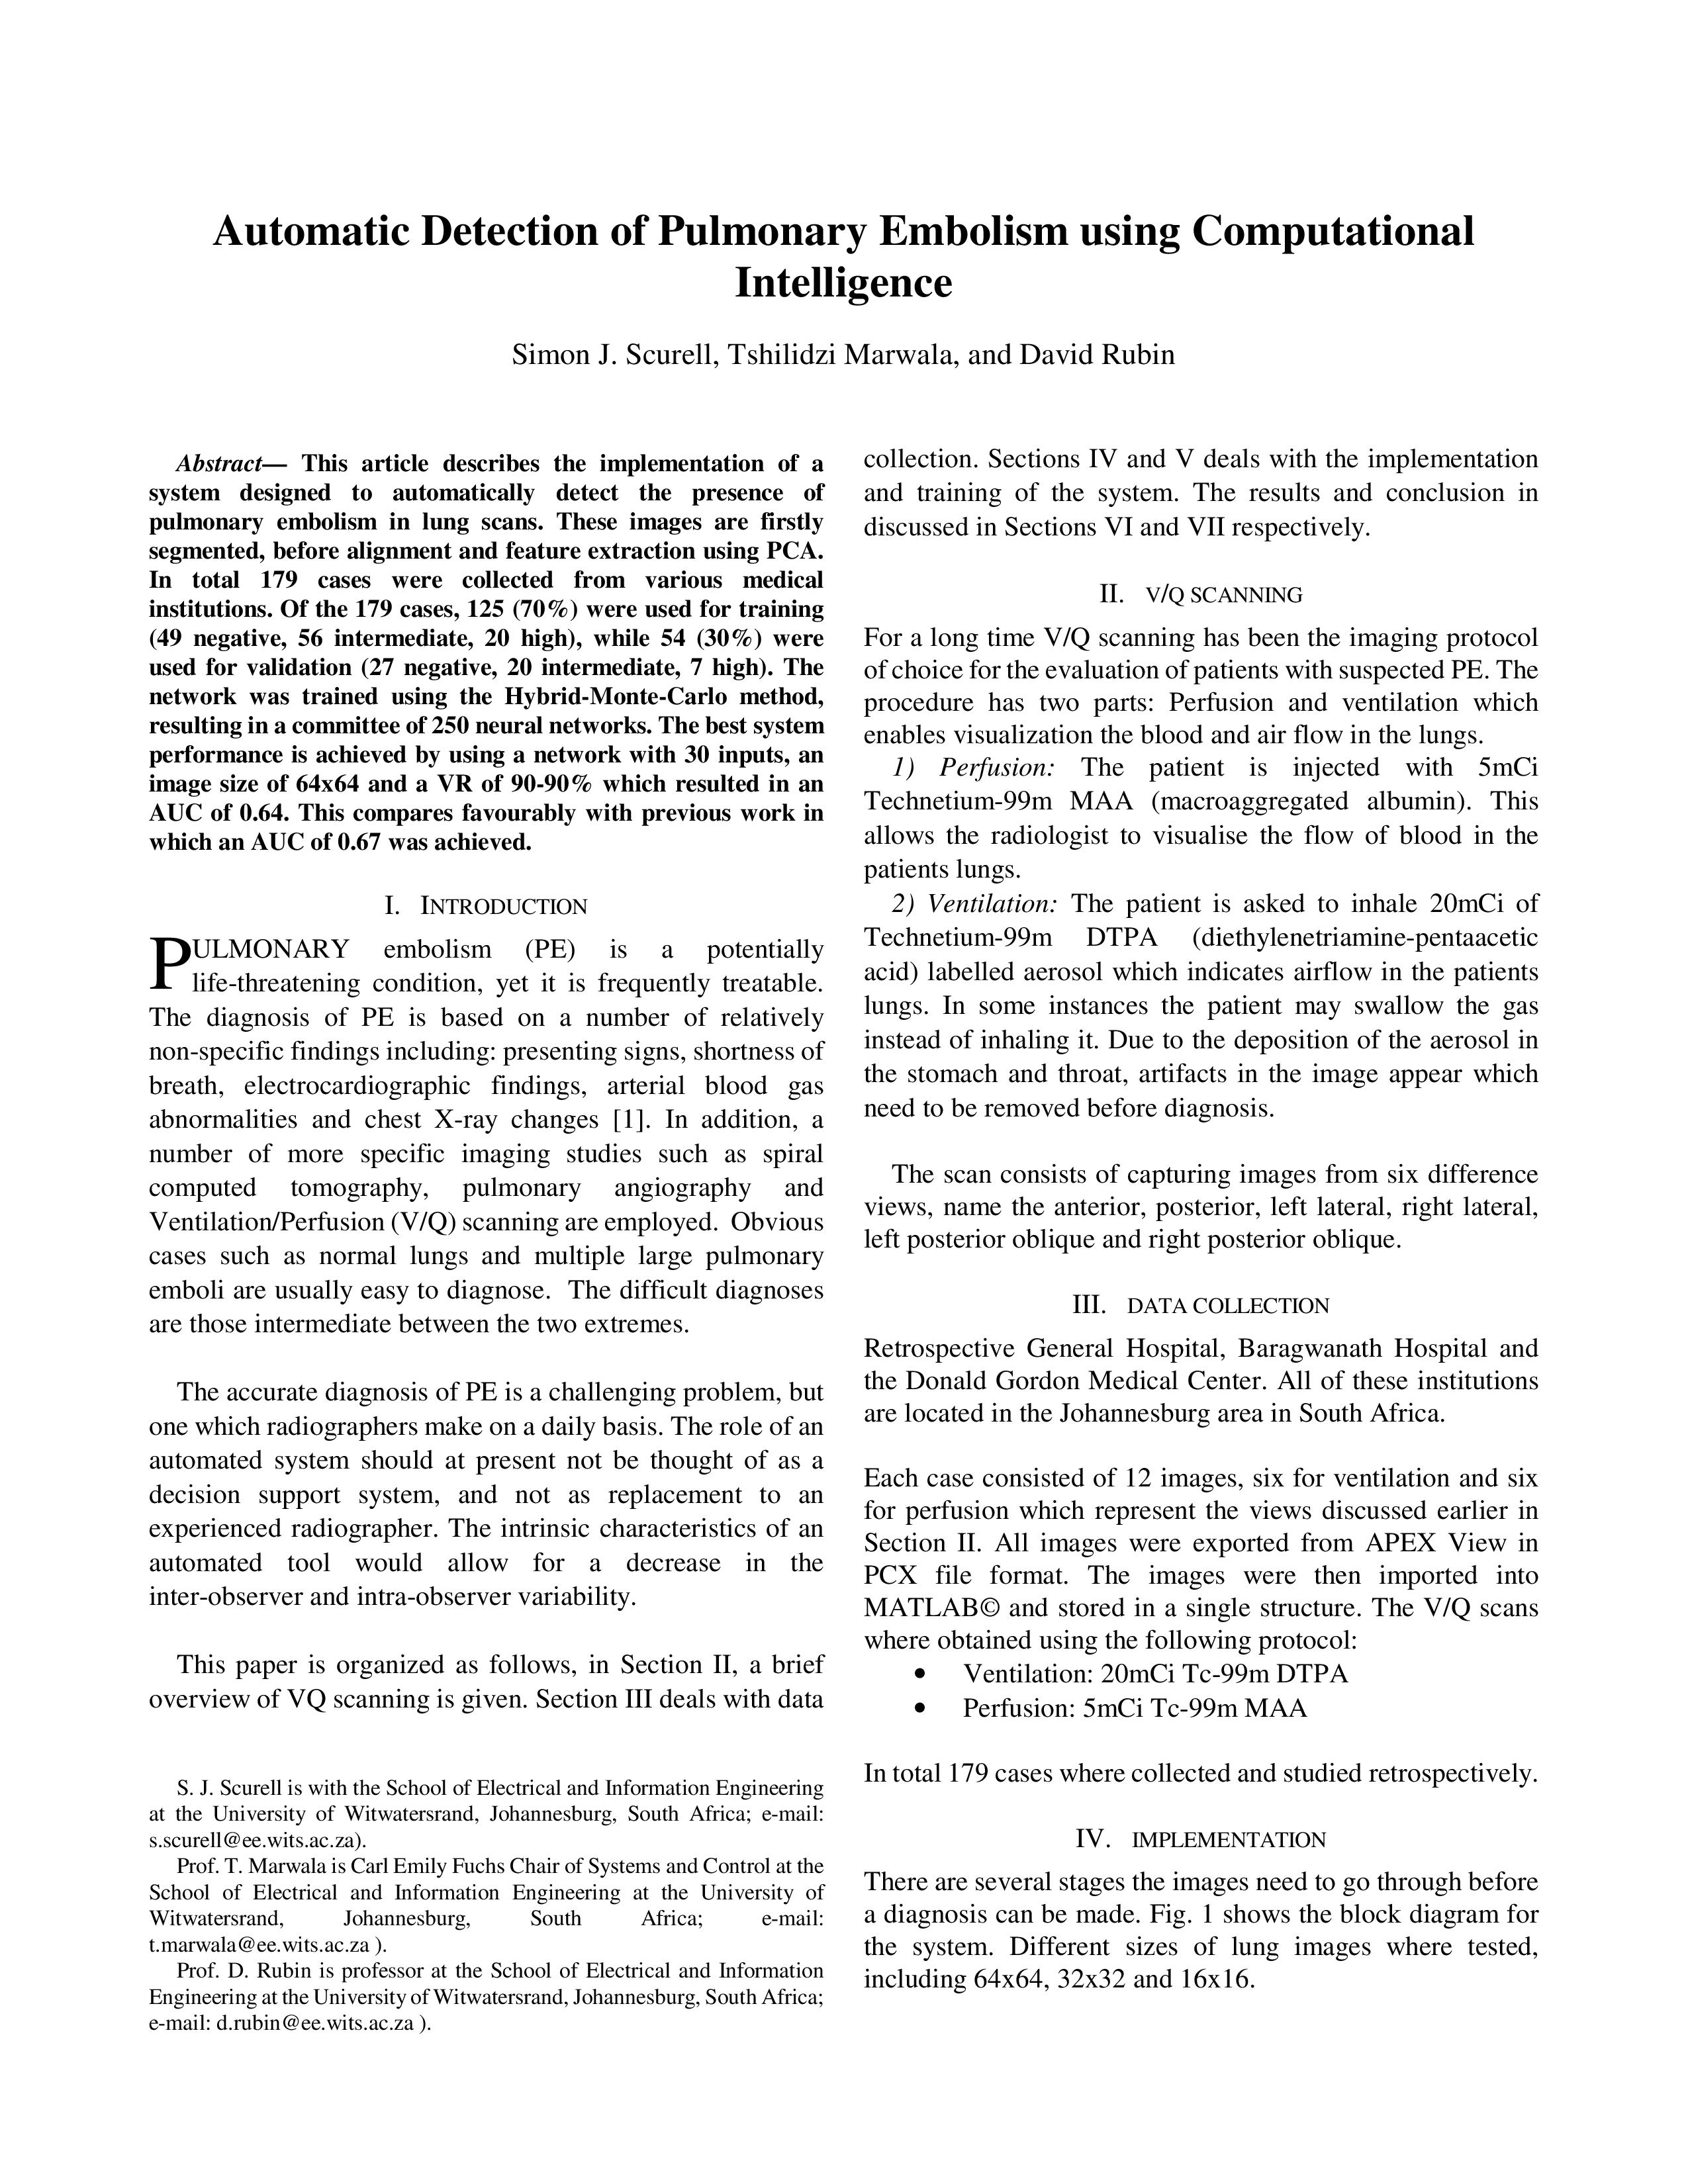 Automatic Detection of Pulmonary Embolism using Computational
Intelligence
Simon J. Scurell, Tshilidzi Marwala, and David Rubin
Abstract— This article describes the implementation of a
system designed to automatically detect the presence of
pulmonary embolism in lung scans. These images are firstly
segmented, before alignment and feature extraction using PCA.
In total 179 cases were collected from various medical
institutions. Of the 179 cases, 125 (70%) were used for training
(49 negative, 56 intermediate, 20 high), while 54 (30%) were
used for validation (27 negative, 20 intermediate, 7 high). The
network was trained using the Hybrid-Monte-Carlo method,
resulting in a committee of 250 neural networks. The best system
performance is achieved by using a network with 30 inputs, an
image size of 64x64 and a VR of 90-90% which resulted in an
AUC of 0.64. This compares favourably with previous work in
which an AUC of 0.67 was achieved.
I. INTRODUCTION
PULMONARY embolism (PE) is a potentially
life-threatening condition, yet it is frequently treatable.
The diagnosis of PE is based on a number of relatively
non-specific findings including: presenting signs, shortness of
breath, electrocardiographic findings, arterial blood gas
abnormalities and chest X-ray changes [1]. In addition, a
number of more specific imaging studies such as spiral
computed tomography, pulmonary angiography and
Ventilation/Perfusion (V/Q) scanning are employed. Obvious
cases such as normal lungs and multiple large pulmonary
emboli are usually easy to diagnose. The difficult diagnoses
are those intermediate between the two extremes.
The accurate diagnosis of PE is a challenging problem, but
one which radiographers make on a daily basis. The role of an
automated system should at present not be thought of as a
decision support system, and not as replacement to an
experienced radiographer. The intrinsic characteristics of an
automated tool would allow for a decrease in the
inter-observer and intra-observer variability.
This paper is organized as follows, in Section II, a brief
overview of VQ scanning is given. Section III deals with data
S. J. Scurell is with the School of Electrical and Information Engineering
at the University of Witwatersrand, Johannesburg, South Africa; e-mail:
s.scurell@ee.wits.ac.za).
Prof. T. Marwala is Carl Emily Fuchs Chair of Systems and Control at the
School of Electrical and Information Engineering at the University of
Witwatersrand, Johannesburg, South Africa; e-mail:
t.marwala@ee.wits.ac.za ).
Prof. D. Rubin is professor at the School of Electrical and Information
Engineering at the University of Witwatersrand, Johannesburg, South Africa;
e-mail: d.rubin@ee.wits.ac.za ).
collection. Sections IV and V deals with the implementation
and training of the system. The results and conclusion in
discussed in Sections VI and VII respectively.
II. V/Q SCANNING
For a long time V/Q scanning has been the imaging protocol
of choice for the evaluation of patients with suspected PE. The
procedure has two parts: Perfusion and ventilation which
enables visualization the blood and air flow in the lungs.
1) Perfusion: The patient is injected with 5mCi
Technetium-99m MAA (macroaggregated albumin). This
allows the radiologist to visualise the flow of blood in the
patients lungs.
2) Ventilation: The patient is asked to inhale 20mCi of
Technetium-99m DTPA (diethylenetriamine-pentaacetic
acid) labelled aerosol which indicates airflow in the patients
lungs. In some instances the patient may swallow the gas
instead of inhaling it. Due to the deposition of the aerosol in
the stomach and throat, artifacts in the image appear which
need to be removed before diagnosis.
The scan consists of capturing images from six difference
views, name the anterior, posterior, left lateral, right lateral,
left posterior oblique and right posterior oblique.
III. DATA COLLECTION
Retrospective General Hospital, Baragwanath Hospital and
the Donald Gordon Medical Center. All of these institutions
are located in the Johannesburg area in South Africa.
Each case consisted of 12 images, six for ventilation and six
for perfusion which represent the views discussed earlier in
Section II. All images were exported from APEX View in
PCX file format. The images were then imported into
MATLAB© and stored in a single structure. The V/Q scans
where obtained using the following protocol:
• Ventilation: 20mCi Tc-99m DTPA
• Perfusion: 5mCi Tc-99m MAA
In total 179 cases where collected and studied retrospectively.
IV. IMPLEMENTATION
There are several stages the images need to go through before
a diagnosis can be made. Fig. 1 shows the block diagram for
the system. Different sizes of lung images where tested,
including 64x64, 32x32 and 16x16.